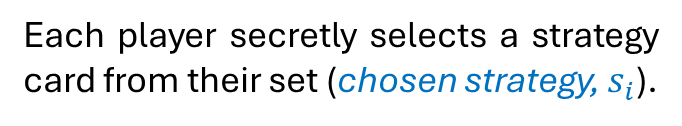 Each player secretly selects a strategy
card from their set (chosen strategy, sᵢ).